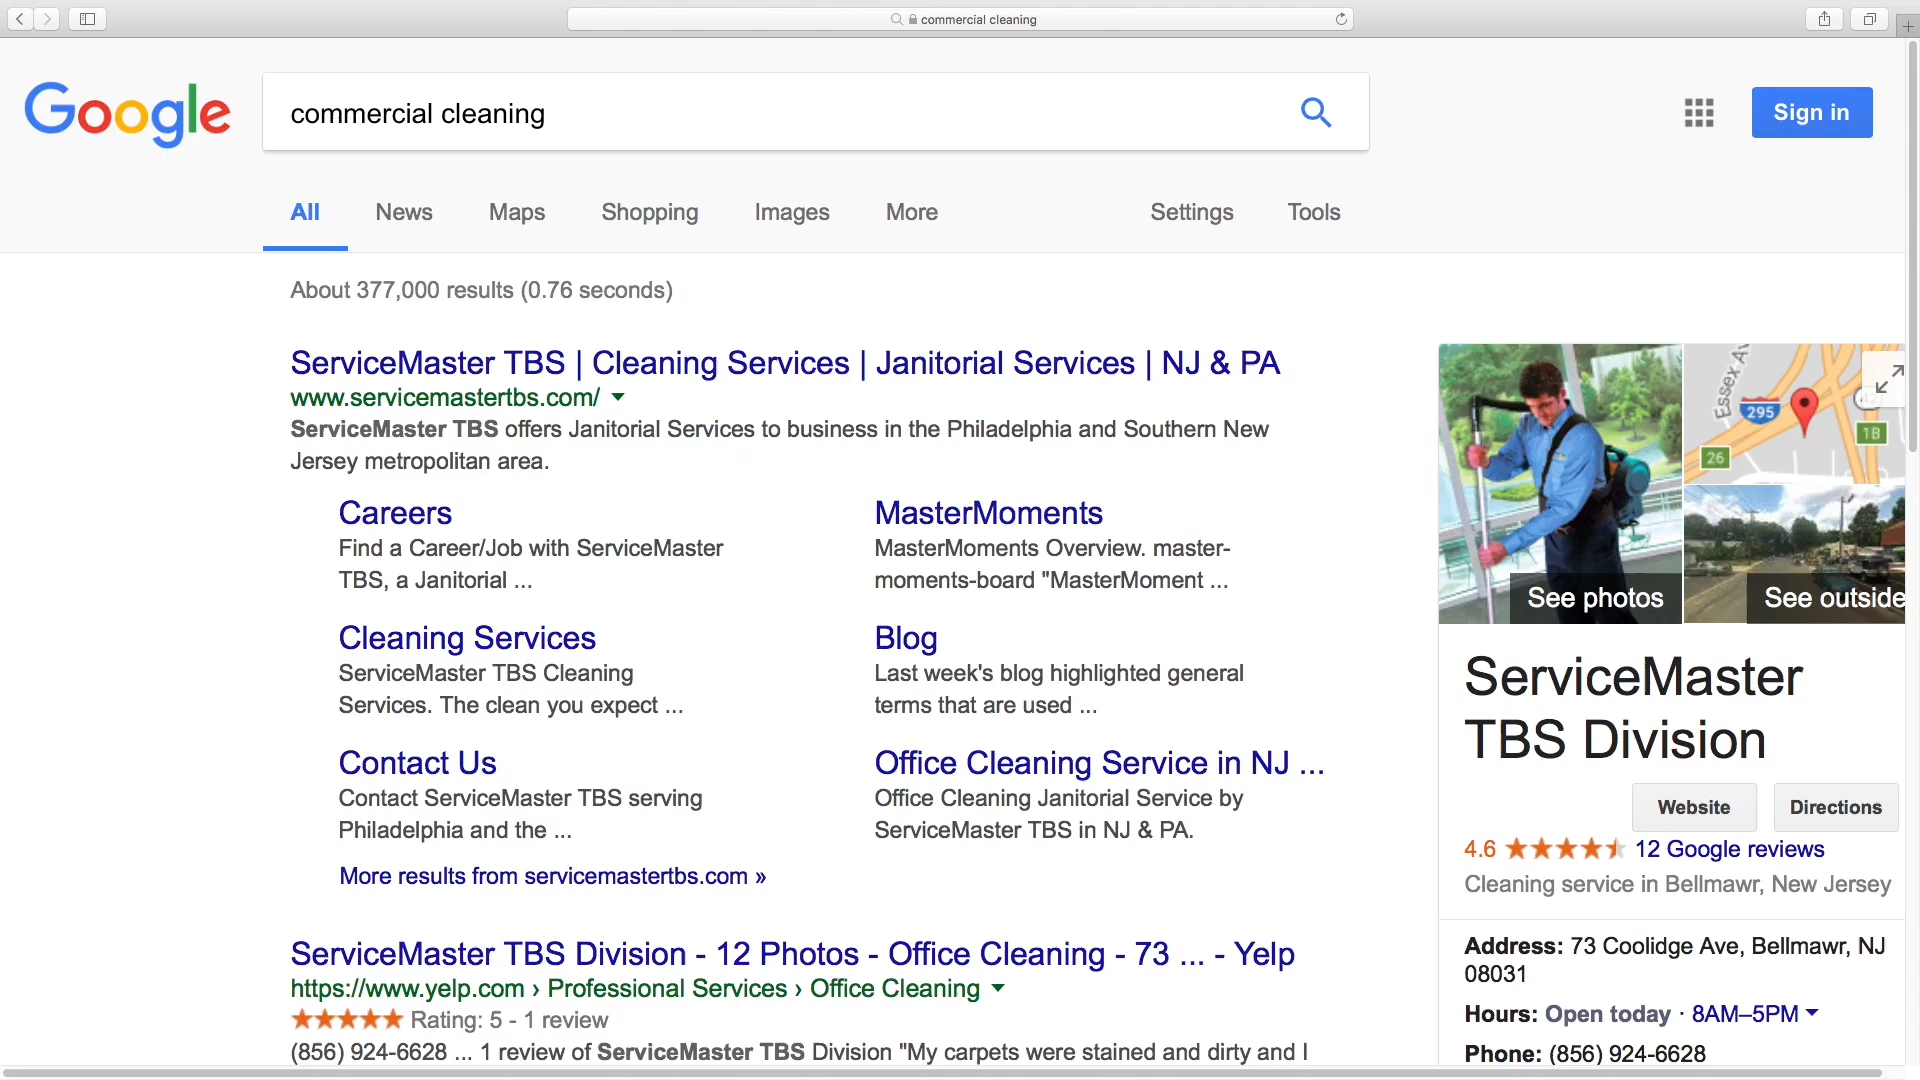 commercial cleaning
Google
commercial cleaning
Sign in
All
News
Maps
Shopping
Images
More
Settings
Tools
About 377,000 results (0.76 seconds)
ServiceMaster TBS | Cleaning Services | Janitorial Services | NJ & PA
www.servicemastertbs.com/
ServiceMaster TBS offers Janitorial Services to business in the Philadelphia and Southern New
Jersey metropolitan area.
Careers
Find a Career/Job with ServiceMaster
TBS, a Janitorial ...
MasterMoments
MasterMoments Overview. master-
moments-board "MasterMoment ...
Cleaning Services
ServiceMaster TBS Cleaning
Services. The clean you expect ...
Blog
Last week's blog highlighted general
terms that are used ...
Contact Us
Contact ServiceMaster TBS serving
Philadelphia and the ...
Office Cleaning Service in NJ ...
Office Cleaning Janitorial Service by
ServiceMaster TBS in NJ & PA.
More results from servicemastertbs.com »
ServiceMaster TBS Division - 12 Photos - Office Cleaning - 73 ... - Yelp
https://www.yelp.com › Professional Services › Office Cleaning
Rating: 5 - 1 review
(856) 924-6628 ... 1 review of ServiceMaster TBS Division "My carpets were stained and dirty and I
Essex Av
295
1B
26
See photos
See outside
ServiceMaster
TBS Division
Website
Directions
4.6
12 Google reviews
Cleaning service in Bellmawr, New Jersey
Address: 73 Coolidge Ave, Bellmawr, NJ
08031
Hours: Open today · 8AM–5PM
Phone: (856) 924-6628